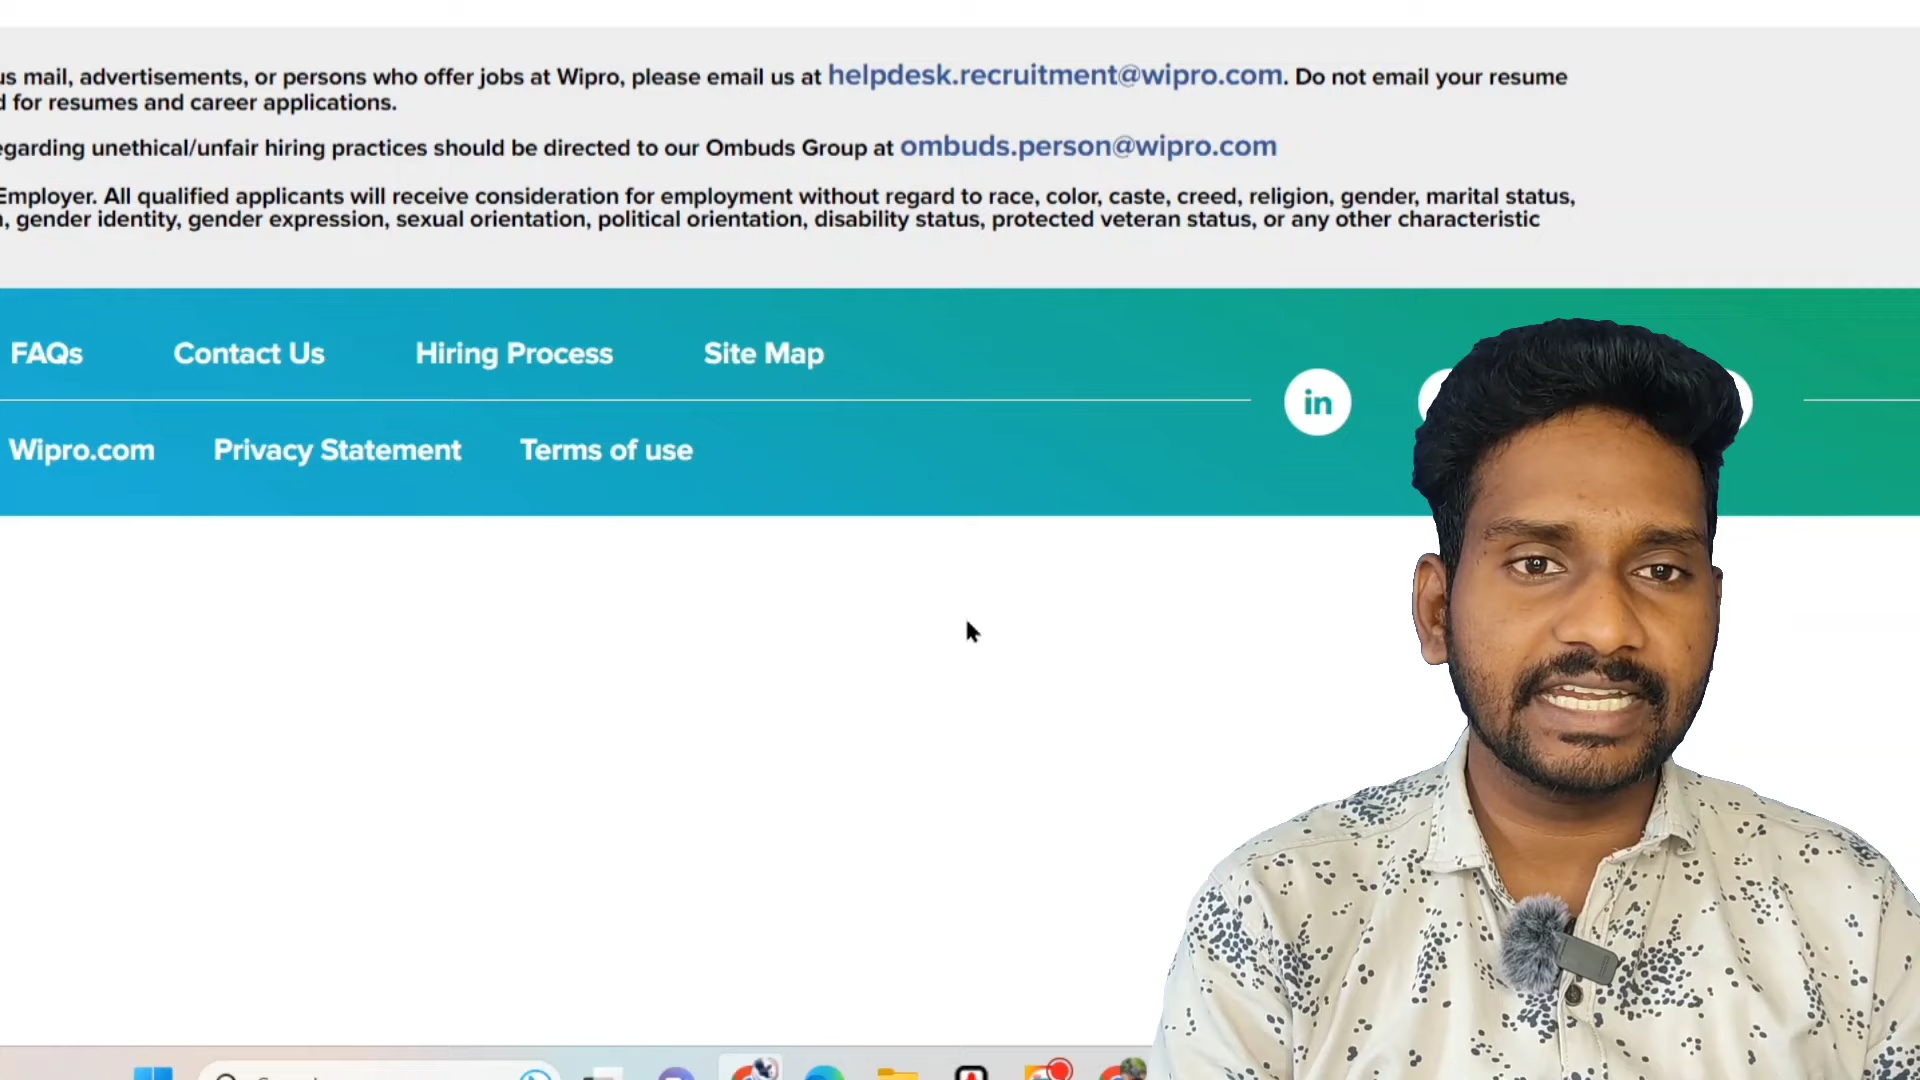 us mail, advertisements, or persons who offer jobs at Wipro, please email us at helpdesk.recruitment@wipro.com. Do not email your resume
d for resumes and career applications.
egarding unethical/unfair hiring practices should be directed to our Ombuds Group at ombuds.person@wipro.com
Employer. All qualified applicants will receive consideration for employment without regard to race, color, caste, creed, religion, gender, marital status,
, gender identity, gender expression, sexual orientation, political orientation, disability status, protected veteran status, or any other characteristic
FAQs Contact Us Hiring Process Site Map
in
Wipro.com Privacy Statement Terms of use